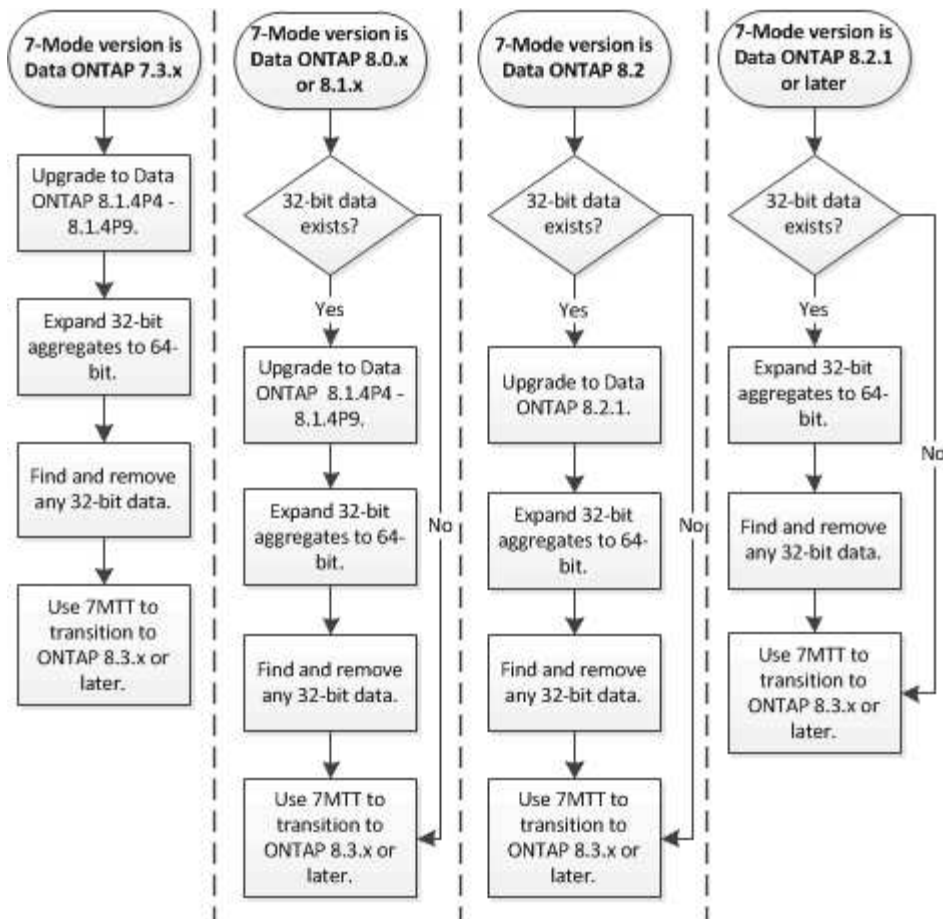 7-Mode version is
Data ONTAP 7.3.x
Upgrade to Data
ONTAP 8.1.4P4 -
8.1.4P9.
Expand 32-bit
aggregates to 64-
bit.
Find and remove
any 32-bit data.
Use 7MTT to
transition to
ONTAP 8.3.x or
later.
7-Mode version is
Data ONTAP 8.0.x
or 8.1.x
32-bit data
exists?
Yes
Upgrade to Data
ONTAP 8.1.4P4 -
8.1.4P9.
Expand 32-bit
aggregates to 64-
bit.
No
Find and remove
any 32-bit data.
Use 7MTT to
transition to
ONTAP 8.3.x or
later.
7-Mode version is
Data ONTAP 8.2
32-bit data
exists?
Yes
Upgrade to Data
ONTAP 8.2.1.
Expand 32-bit
aggregates to 64-
bit.
No
Find and remove
any 32-bit data.
Use 7MTT to
transition to
ONTAP 8.3.x or
later.
7-Mode version is
Data ONTAP 8.2.1
or later
32-bit data
exists?
Yes
Expand 32-bit
aggregates to 64-
bit.
No
Find and remove
any 32-bit data.
Use 7MTT to
transition to
ONTAP 8.3.x or
later.